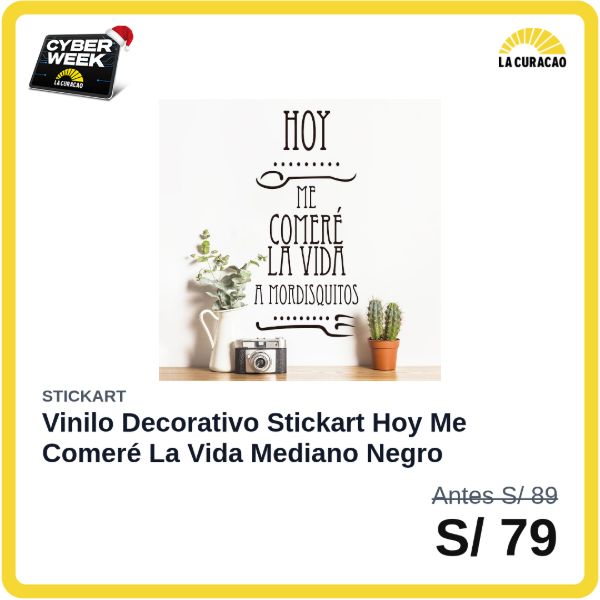 CYBER
WEEK
LA CURACAO
LA CURACAO
HOY
ME
COMERÉ
LA VIDA
A MORDISQUITOS
STICKART
Vinilo Decorativo Stickart Hoy Me
Comeré La Vida Mediano Negro
Antes S/ 89
S/ 79